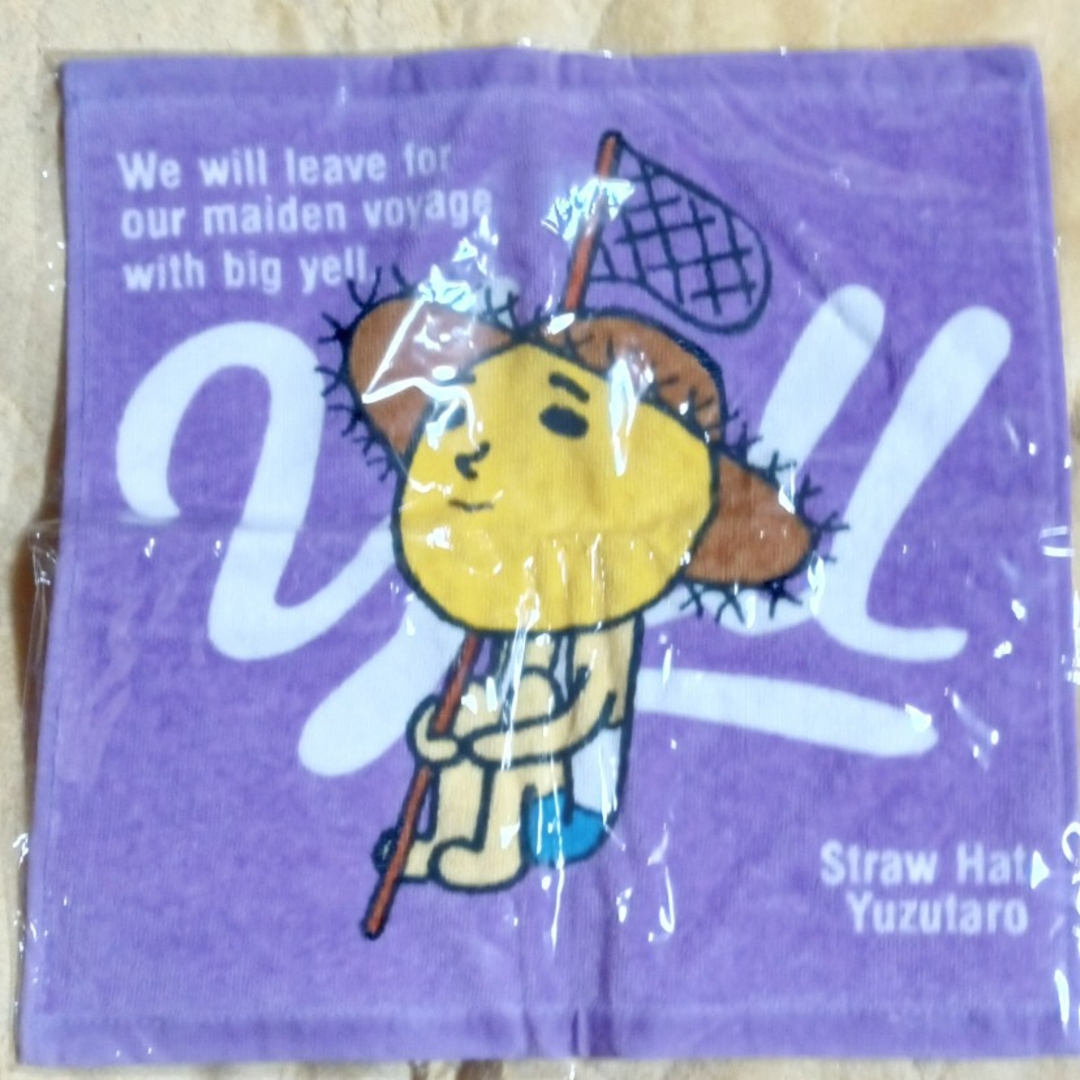 We will leave for
our maiden voyage
with big yell
Yell
Straw Hat
Yuzutaro